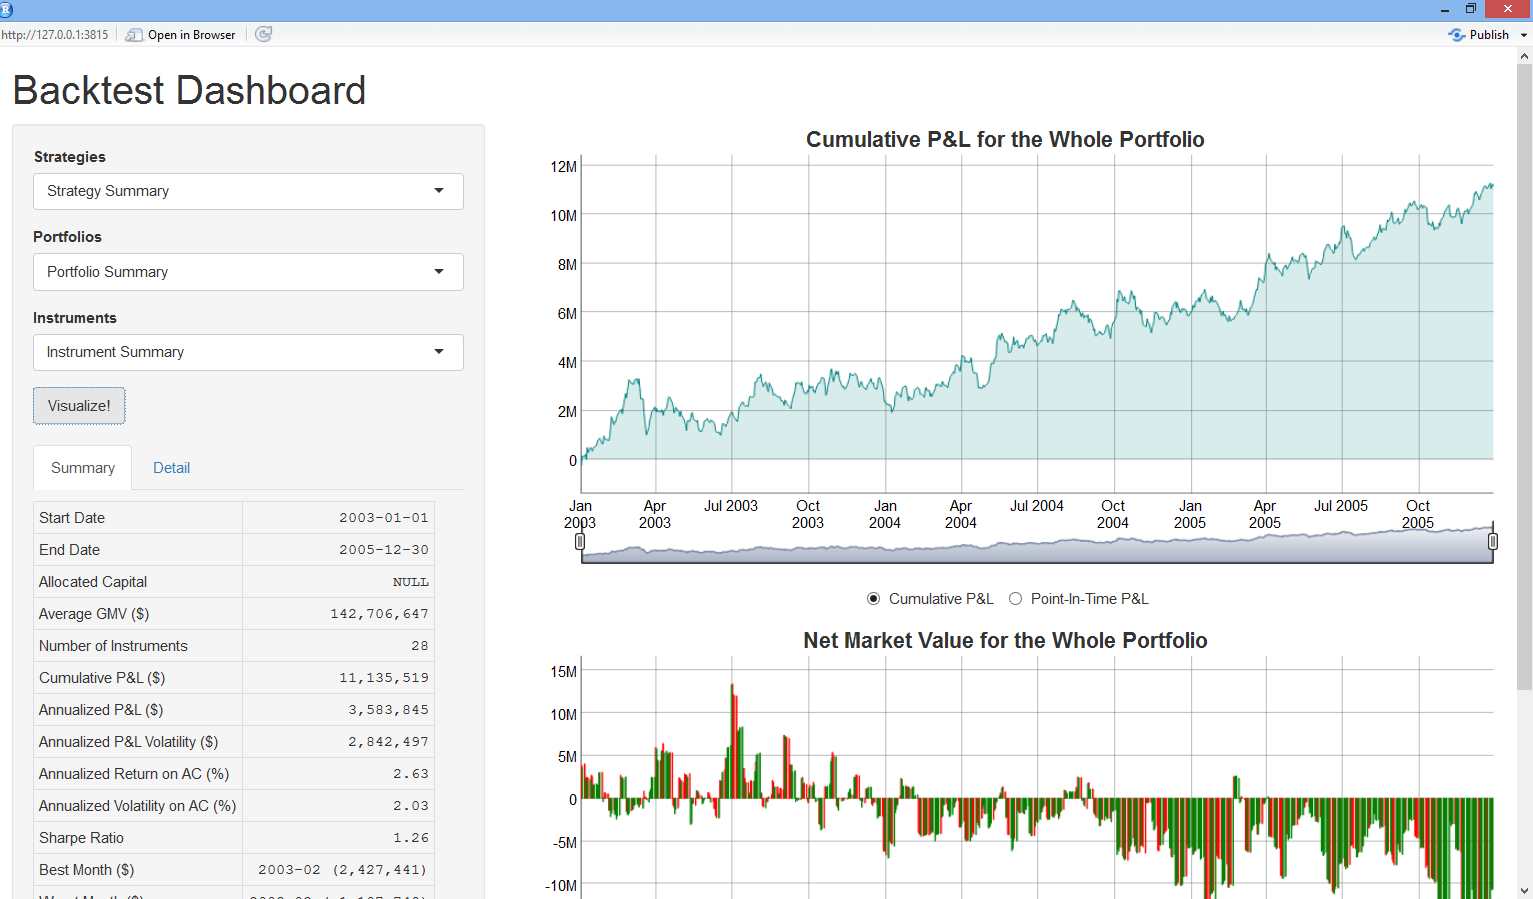 R
http://127.0.0.1:3815
Open in Browser
Publish
Backtest Dashboard
Strategies
Strategy Summary
Portfolios
Portfolio Summary
Instruments
Instrument Summary
Visualize!
Summary
Detail
Start Date 2003-01-01
End Date 2005-12-30
Allocated Capital NULL
Average GMV ($) 142,706,647
Number of Instruments 28
Cumulative P&L ($) 11,135,519
Annualized P&L ($) 3,583,845
Annualized P&L Volatility ($) 2,842,497
Annualized Return on AC (%) 2.63
Annualized Volatility on AC (%) 2.03
Sharpe Ratio 1.26
Best Month ($) 2003-02 (2,427,441)
Cumulative P&L for the Whole Portfolio
12M
10M
8M
6M
4M
2M
0
Jan 2003
Apr 2003
Jul 2003
Oct 2003
Jan 2004
Apr 2004
Jul 2004
Oct 2004
Jan 2005
Apr 2005
Jul 2005
Oct 2005
Cumulative P&L
Point-In-Time P&L
Net Market Value for the Whole Portfolio
15M
10M
5M
0
-5M
-10M